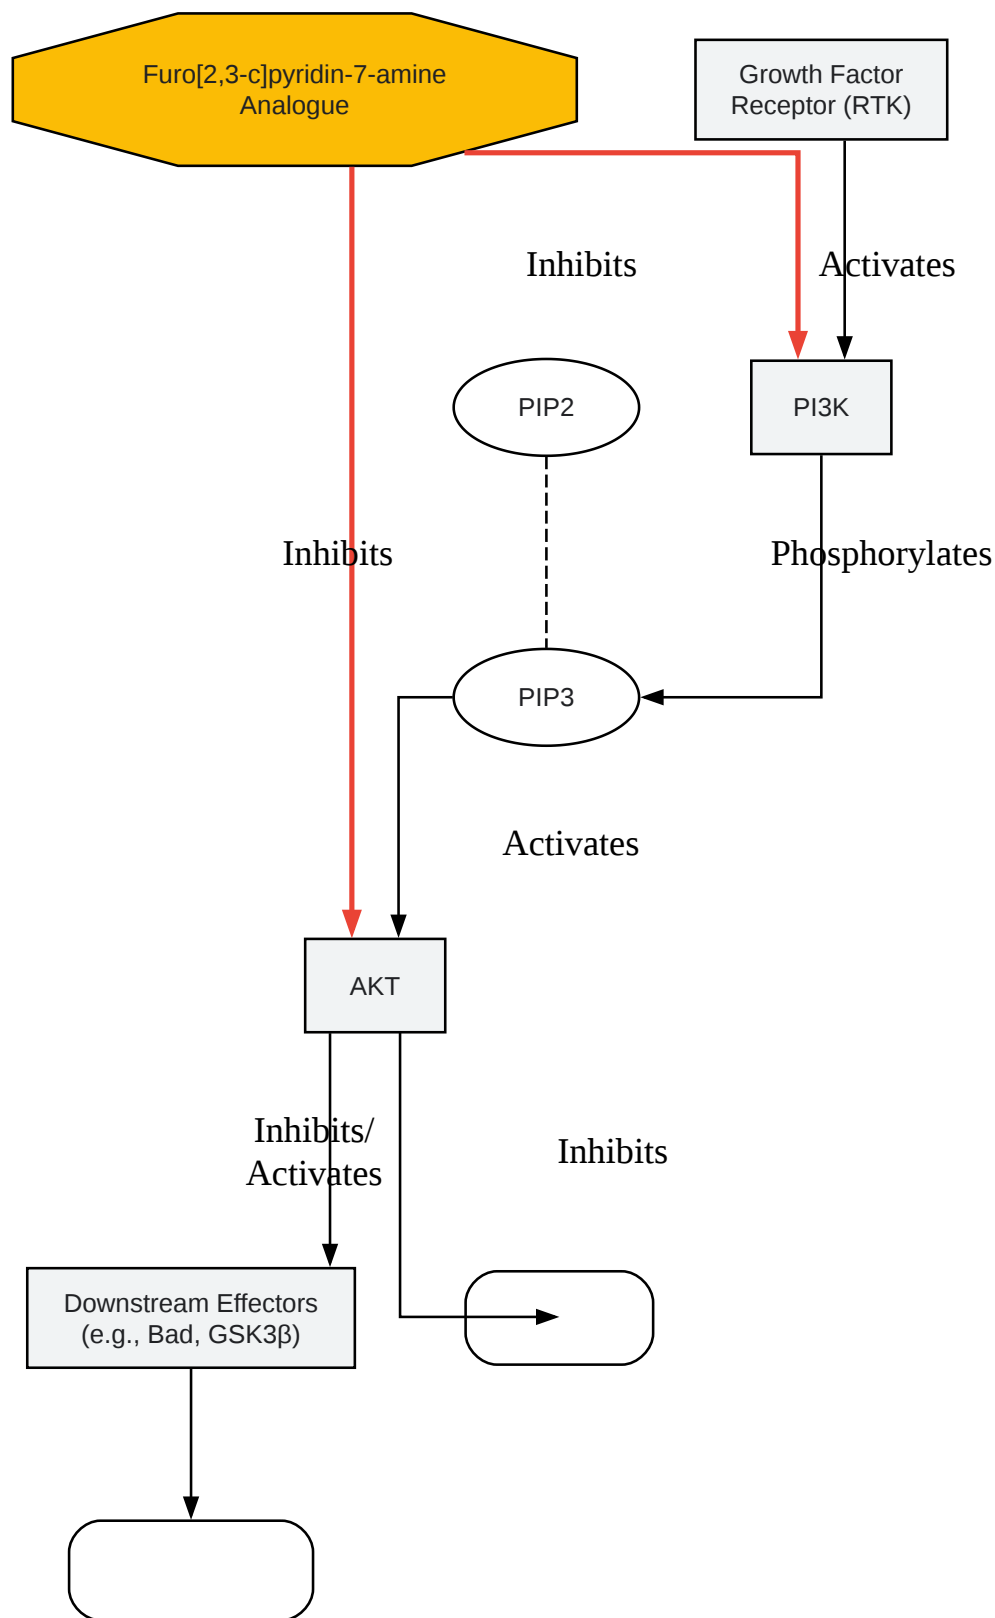 Furo[2,3-c]pyridin-7-amine
Analogue
Growth Factor
Receptor (RTK)
Inhibits
Activates
PIP2
PI3K
Inhibits
Phosphorylates
PIP3
Activates
AKT
Inhibits/
Activates
Inhibits
Downstream Effectors
(e.g., Bad, GSK3β)